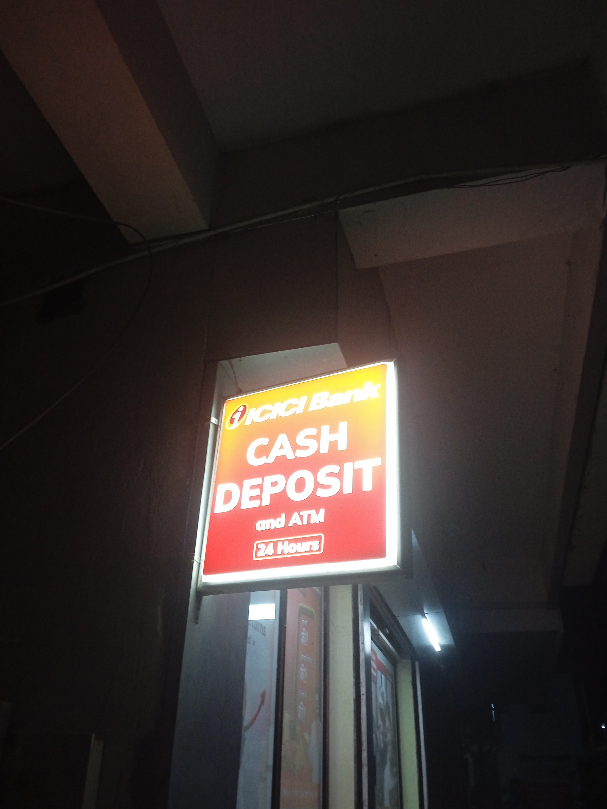 ICICI Bank
CASH
DEPOSIT
and ATM
24 Hours